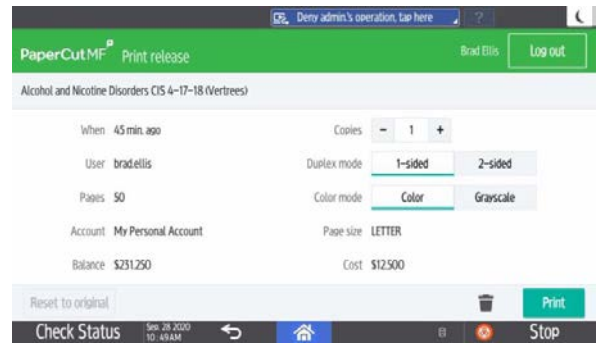 Deny admin.'s operation, tap here
?
PaperCut MF
P
Print release
Brad Ellis
Log out
Alcohol and Nicotine Disorders CIS 4-17-18 (Vertrees)
When 45 min. ago
Copies - 1 +
User brad.ellis
Duplex mode 1-sided 2-sided
Pages 50
Color mode Color Grayscale
Account My Personal Account
Page size LETTER
Balance $231.250
Cost $12.500
Reset to original
Print
Check Status
Sep. 28 2020
10:49AM
Stop